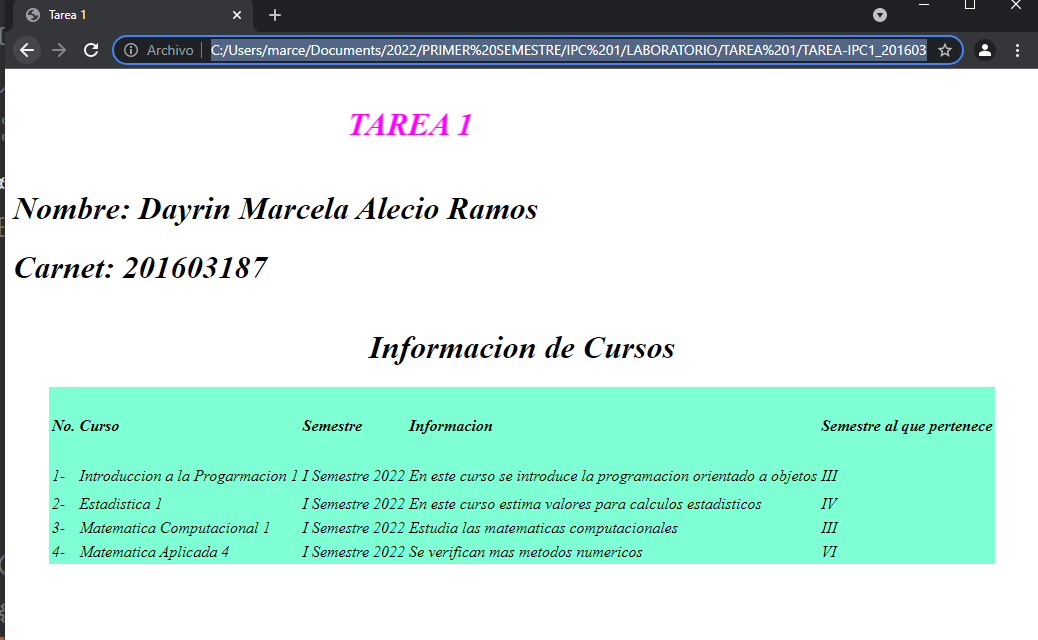 Tarea 1
Archivo C:/Users/marce/Documents/2022/PRIMER%20SEMESTRE/IPC%201/LABORATORIO/TAREA%201/TAREA-IPC1_201603
TAREA 1
Nombre: Dayrin Marcela Alecio Ramos
Carnet: 201603187
Informacion de Cursos
No. Curso Semestre Informacion Semestre al que pertenece
1- Introduccion a la Progarmacion 1 I Semestre 2022 En este curso se introduce la programacion orientado a objetos III
2- Estadistica 1 I Semestre 2022 En este curso estima valores para calculos estadisticos IV
3- Matematica Computacional 1 I Semestre 2022 Estudia las matematicas computacionales III
4- Matematica Aplicada 4 I Semestre 2022 Se verifican mas metodos numericos VI